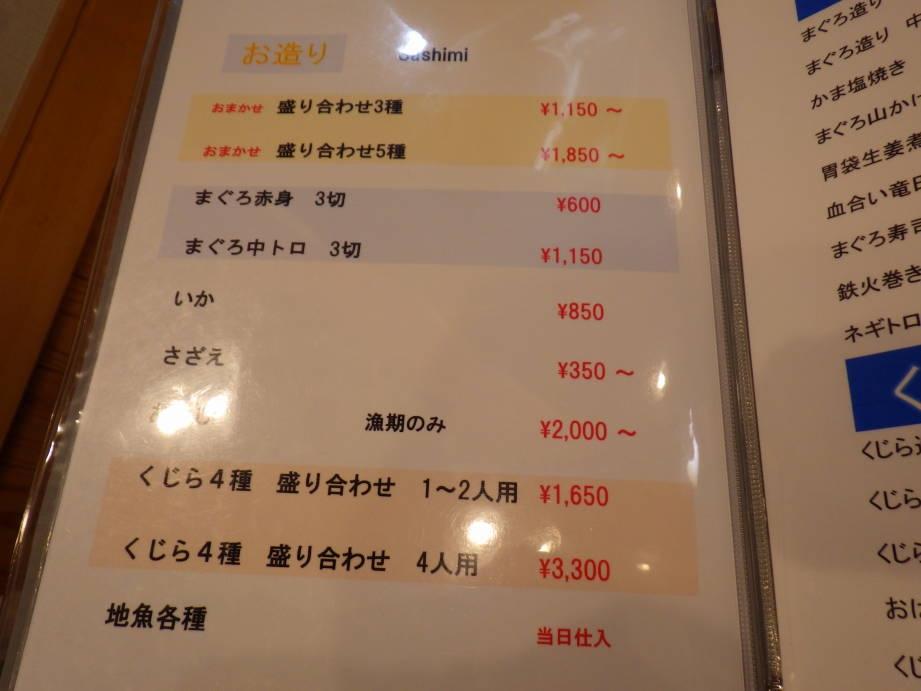 お造り Sashimi
おまかせ 盛り合わせ3種 ¥1,150 ～
おまかせ 盛り合わせ5種 ¥1,850 ～
まぐろ赤身 3切 ¥600
まぐろ中トロ 3切 ¥1,150
いか ¥850
さざえ ¥350 ～
漁期のみ ¥2,000 ～
くじら４種 盛り合わせ 1～2人用 ¥1,650
くじら４種 盛り合わせ 4人用 ¥3,300
地魚各種 当日仕入
まぐろ造り
まぐろ造り 中
かま塩焼き
まぐろ山かけ
胃袋生姜煮
血合い竜田
まぐろ寿司
鉄火巻き
ネギトロ
く
くじら造
くじら
くじら
おは
くじ